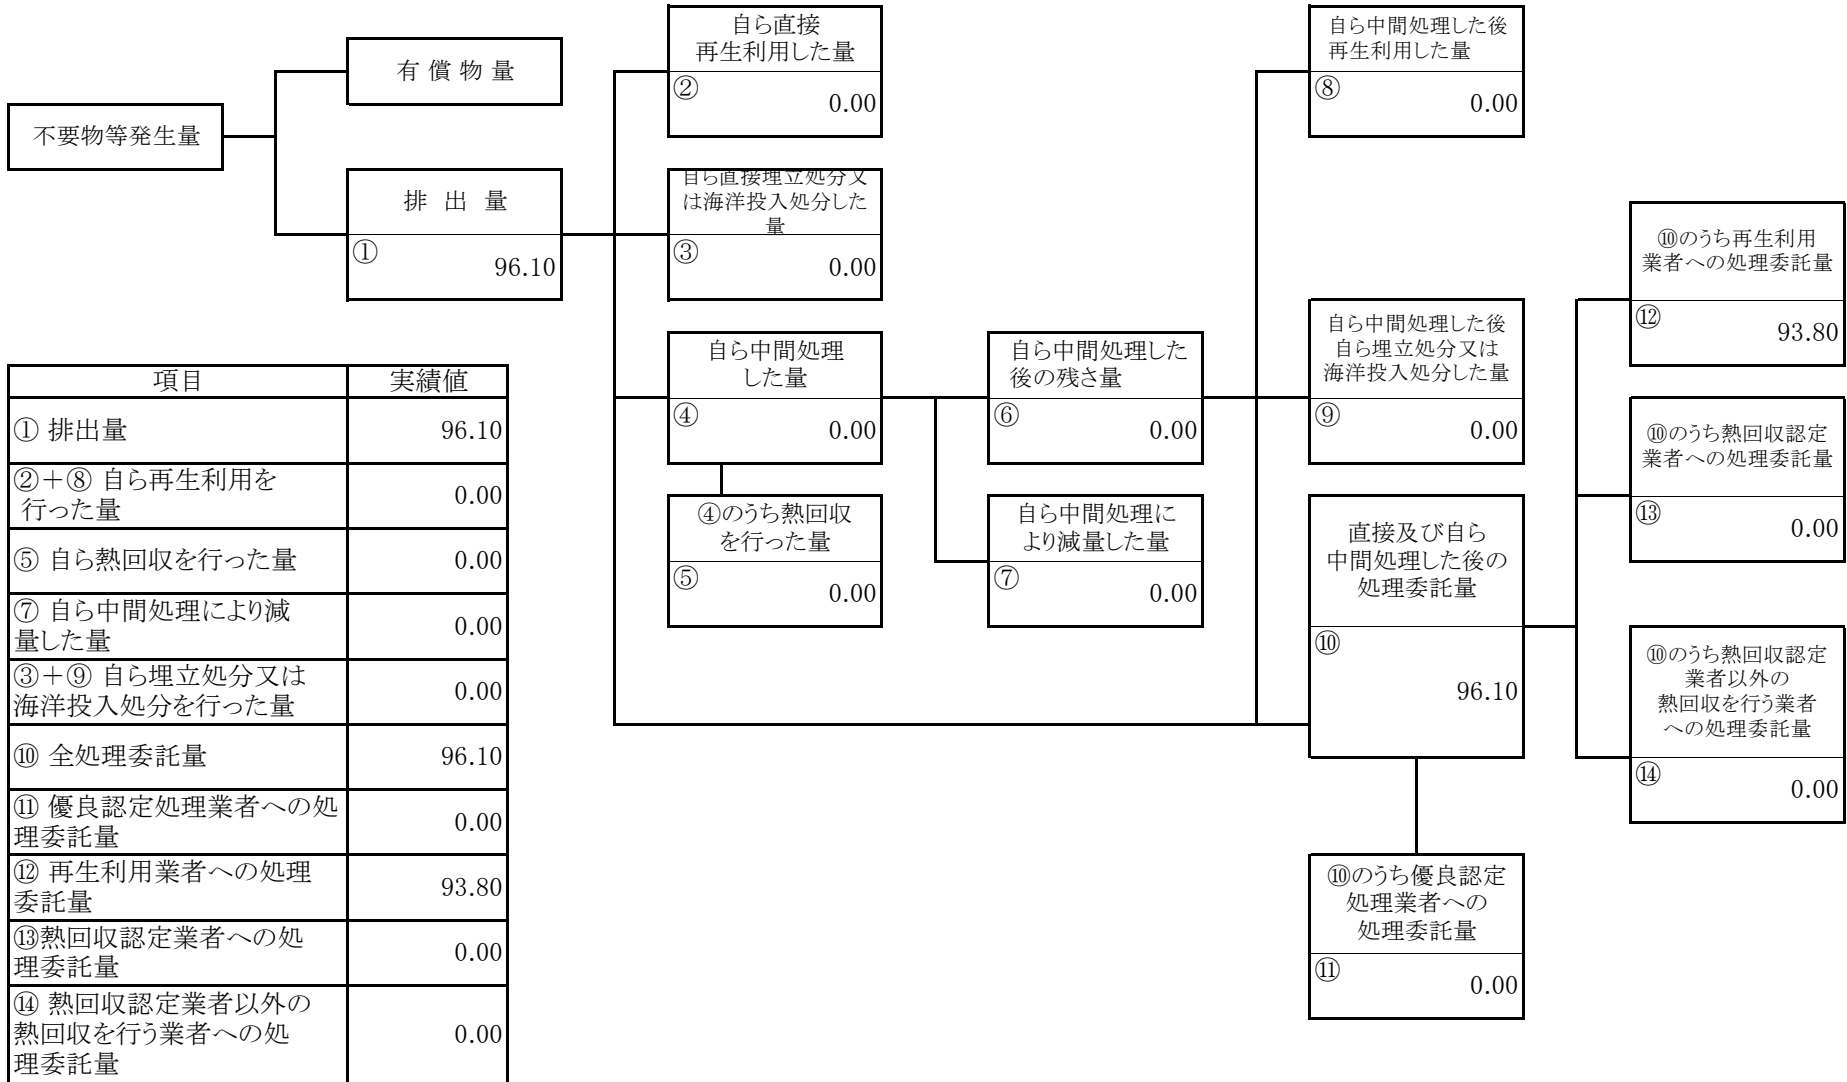 不要物等発生量
有 償 物 量
排 出 量
①
96.10
自ら直接
再生利用した量
②
0.00
自ら直接埋立処分又
は海洋投入処分した
量
③
0.00
自ら中間処理
した量
④
0.00
④のうち熱回収
を行った量
⑤
0.00
自ら中間処理した
後の残さ量
⑥
0.00
自ら中間処理に
より減量した量
⑦
0.00
自ら中間処理した後
再生利用した量
⑧
0.00
自ら中間処理した後
自ら埋立処分又は
海洋投入処分した量
⑨
0.00
直接及び自ら
中間処理した後の
処理委託量
⑩
96.10
⑩のうち優良認定
処理業者への
処理委託量
⑪
0.00
⑩のうち再生利用
業者への処理委託量
⑫
93.80
⑩のうち熱回収認定
業者への処理委託量
⑬
0.00
⑩のうち熱回収認定
業者以外の
熱回収を行う業者
への処理委託量
⑭
0.00
項目 実績値
① 排出量 96.10
②+⑧ 自ら再生利用を
行った量 0.00
⑤ 自ら熱回収を行った量 0.00
⑦ 自ら中間処理により減
量した量 0.00
③+⑨ 自ら埋立処分又は
海洋投入処分を行った量 0.00
⑩ 全処理委託量 96.10
⑪ 優良認定処理業者への処
理委託量 0.00
⑫ 再生利用業者への処理
委託量 93.80
⑬熱回収認定業者への処
理委託量 0.00
⑭ 熱回収認定業者以外の
熱回収を行う業者への処
理委託量 0.00